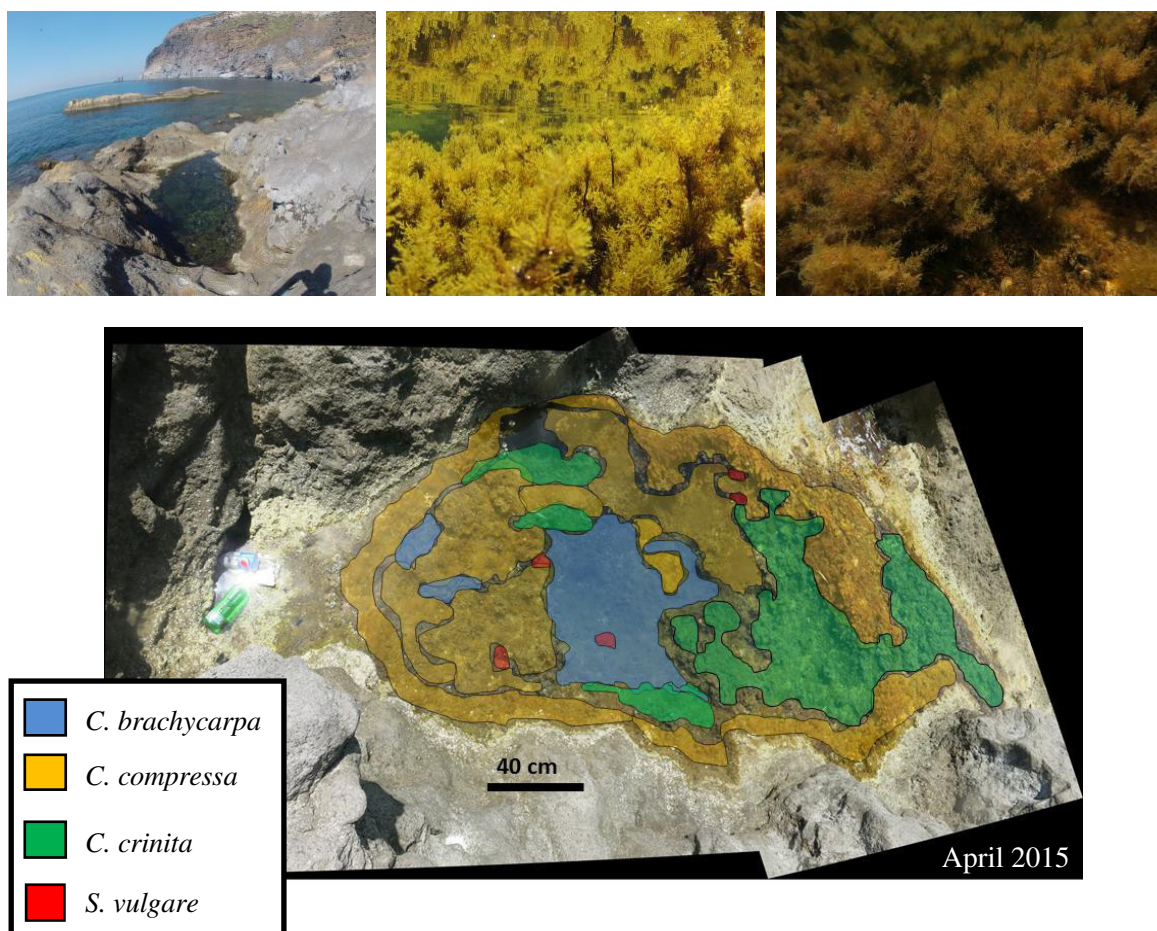 40 cm
April 2015
C. brachycarpa
C. compressa
C. crinita
S. vulgare